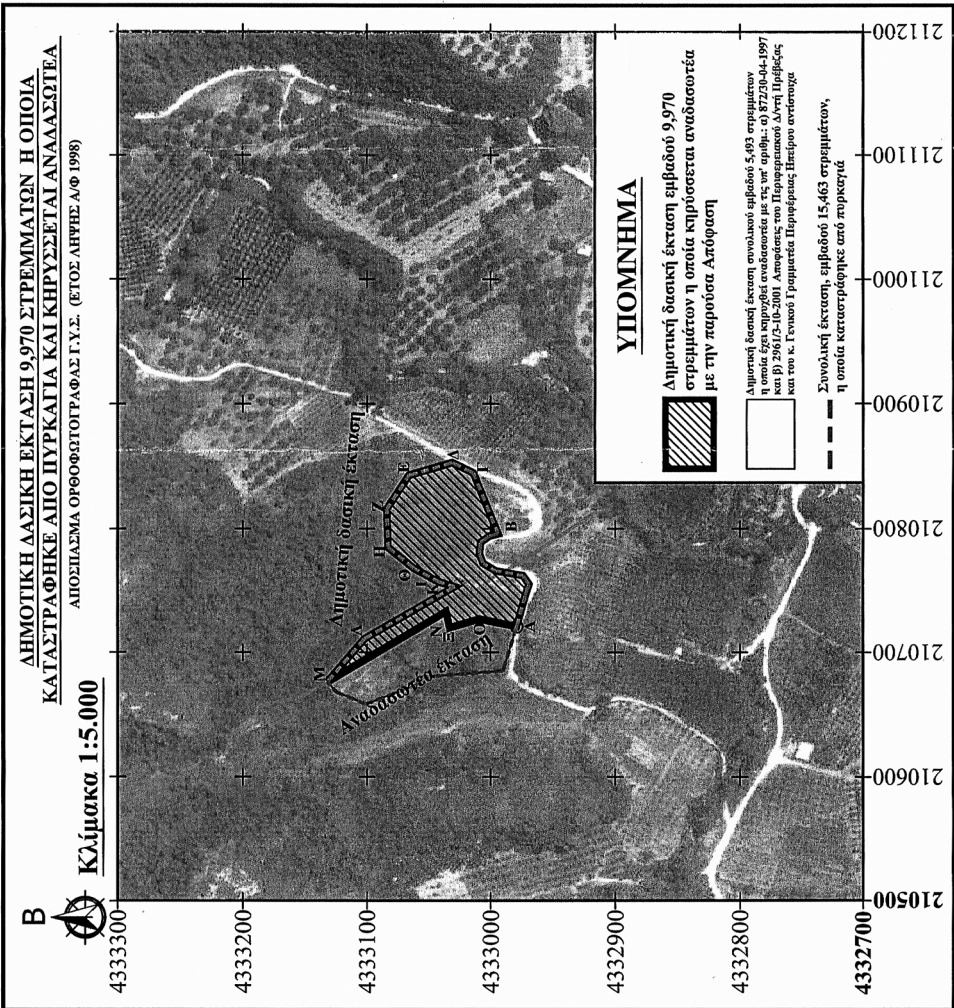 ΔΗΜΟΤΙΚΗ ΔΑΣΙΚΗ ΕΚΤΑΣΗ 9,970 ΣΤΡΕΜΜΑΤΩΝ Η ΟΠΟΙΑ
ΚΑΤΑΣΤΡΑΦΗΚΕ ΑΠΟ ΠΥΡΚΑΓΙΑ ΚΑΙ ΚΗΡΥΣΣΕΤΑΙ ΑΝΑΔΑΣΩΤΕΑ
ΑΠΟΣΠΑΣΜΑ ΟΡΘΟΦΩΤΟΓΡΑΦΙΑΣ Γ.Υ.Σ. (ΕΤΟΣ ΛΗΨΗΣ Α/Φ 1998)
Β
Κλίμακα 1:5.000
4333300
4333200
4333100
4333000
4332900
4332800
4332700
210500
210600
210700
210800
210900
211000
211100
211200
Δημοτική δασική έκταση
Αναδασωτέα έκταση
Μ
Λ
Ν
Ξ
Ο
Α
Ι
Θ
Η
Ζ
Ε
Δ
Γ
Β
ΥΠΟΜΝΗΜΑ
Δημοτική δασική έκταση εμβαδού 9,970
στρεμμάτων η οποία κηρύσσεται αναδασωτέα
με την παρούσα Απόφαση
Δημοτική δασική έκταση συνολικού εμβαδού 5,493 στρεμμάτων
η οποία έχει κηρυχθεί αναδασωτέα με τις υπ' αριθμ.: α) 872/30-04-1997
και β) 2961/3-10-2001 Αποφάσεις του Περιφερειακού Δ/ντή Πρέβεζας
και του κ. Γενικού Γραμματέα Περιφέρειας Ηπείρου αντίστοιχα
Συνολική έκταση, εμβαδού 15,463 στρεμμάτων,
η οποία καταστράφηκε από πυρκαγιά